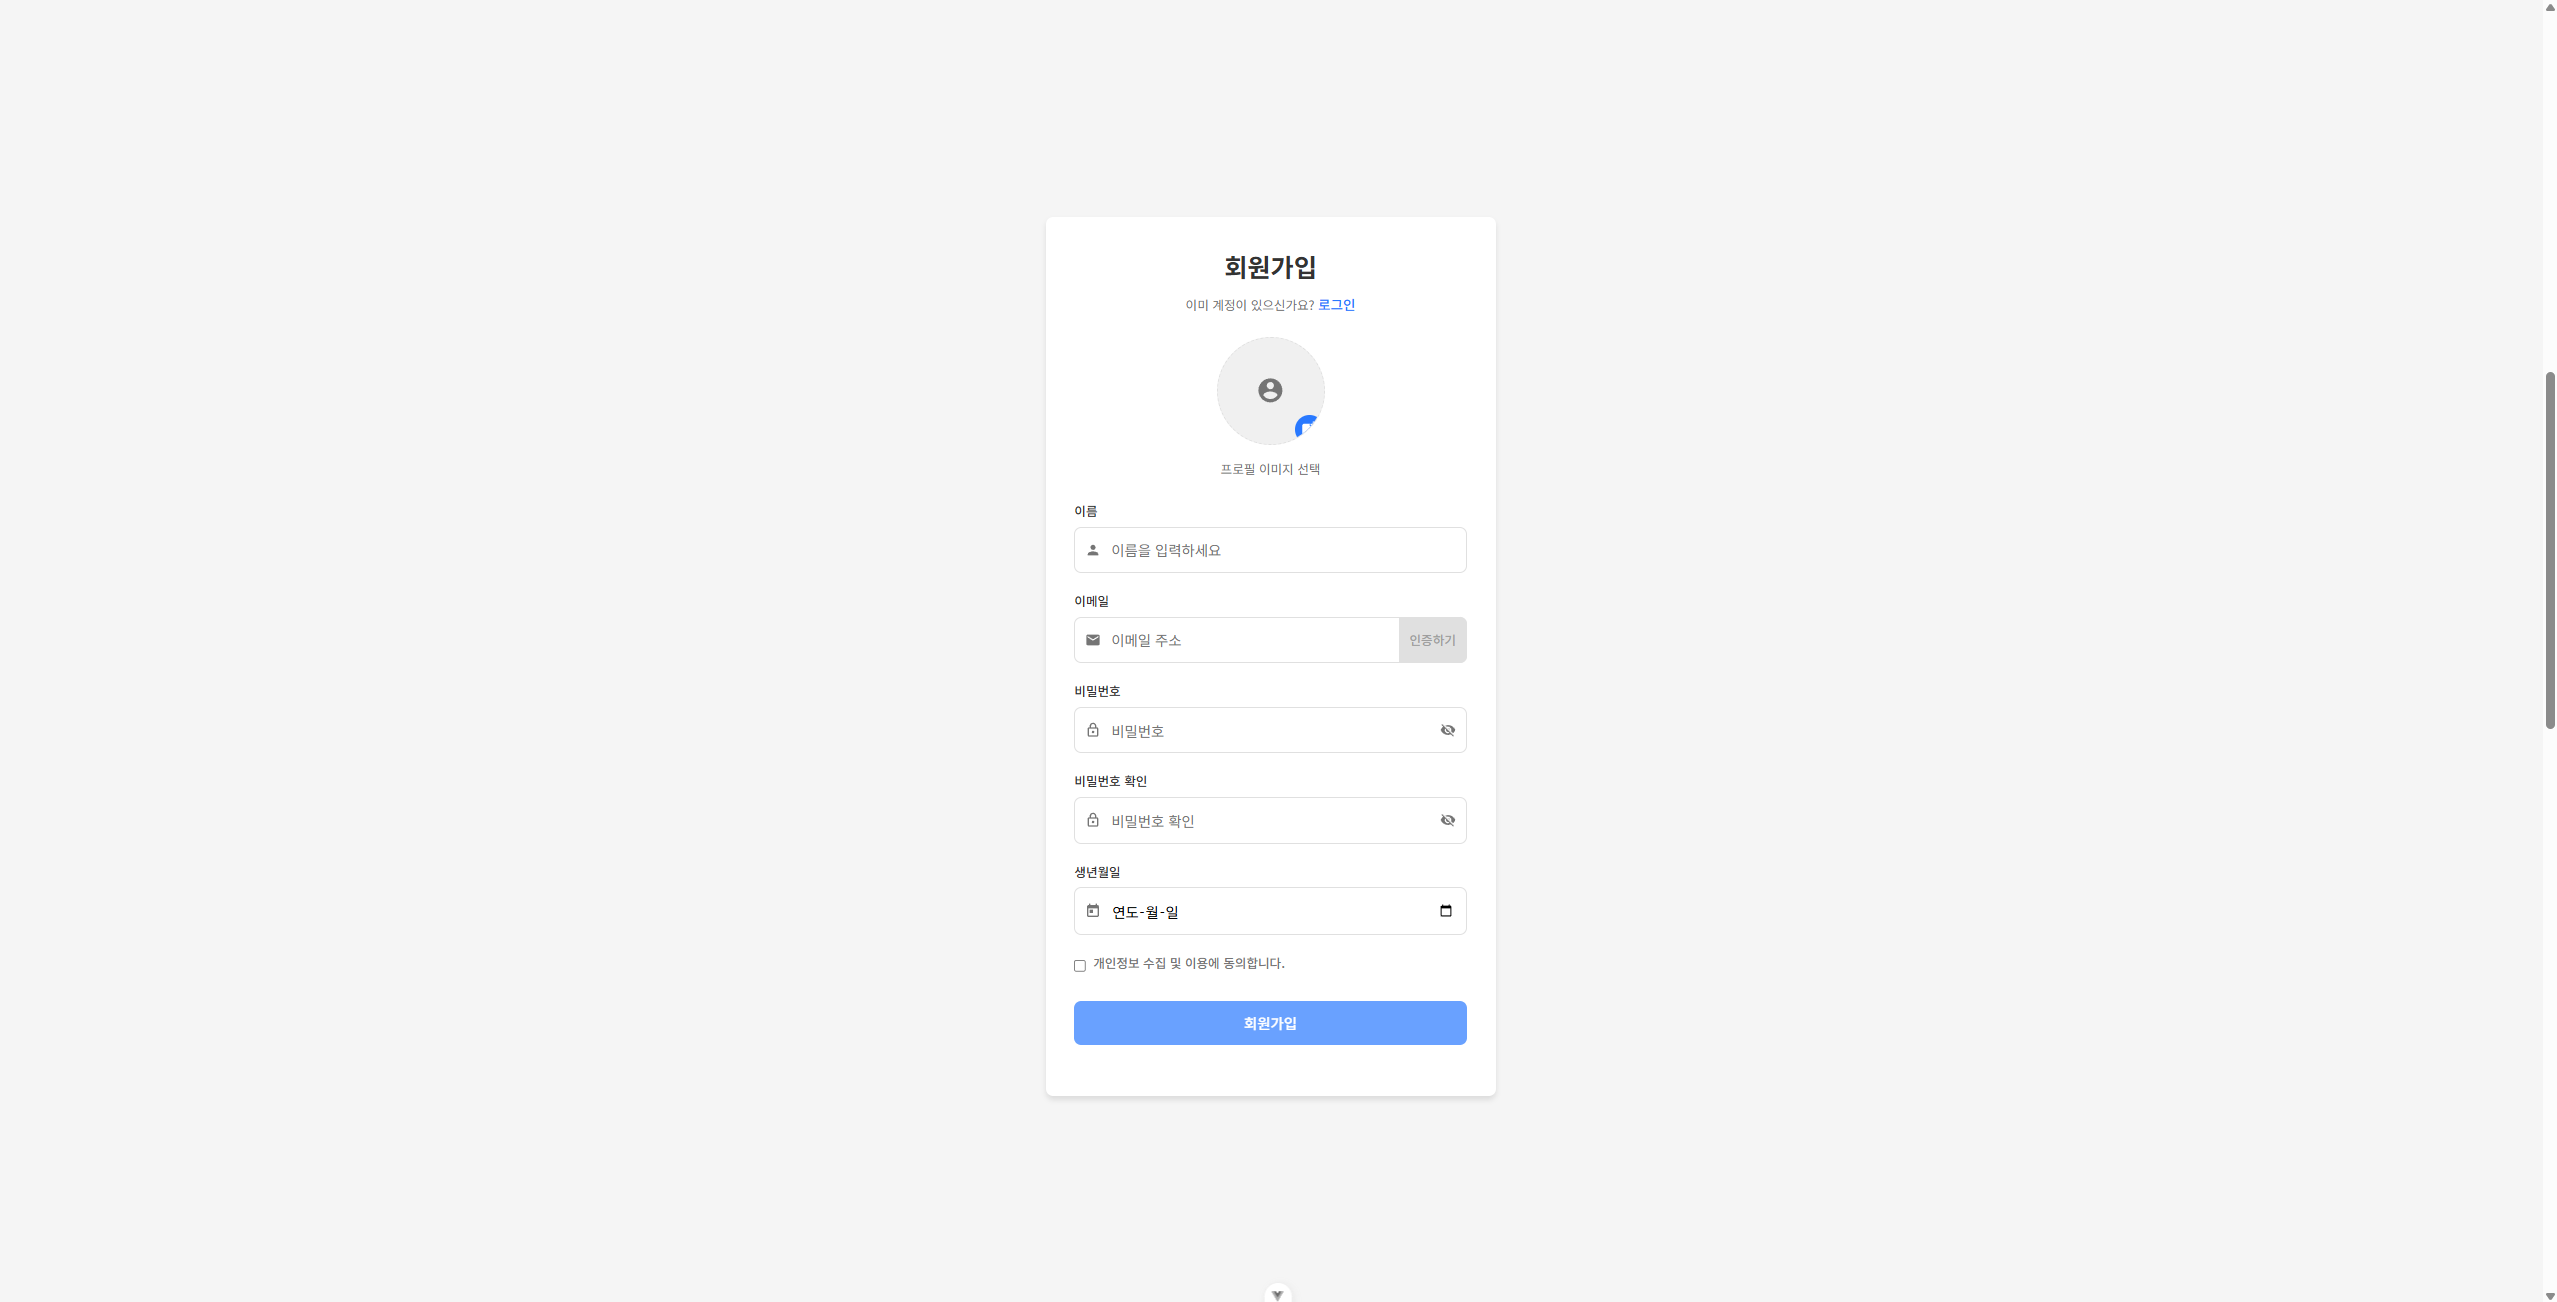 회원가입
이미 계정이 있으신가요? 로그인
프로필 이미지 선택
이름
이름을 입력하세요
이메일
이메일 주소 인증하기
비밀번호
비밀번호
비밀번호 확인
비밀번호 확인
생년월일
연도-월-일
개인정보 수집 및 이용에 동의합니다.
회원가입